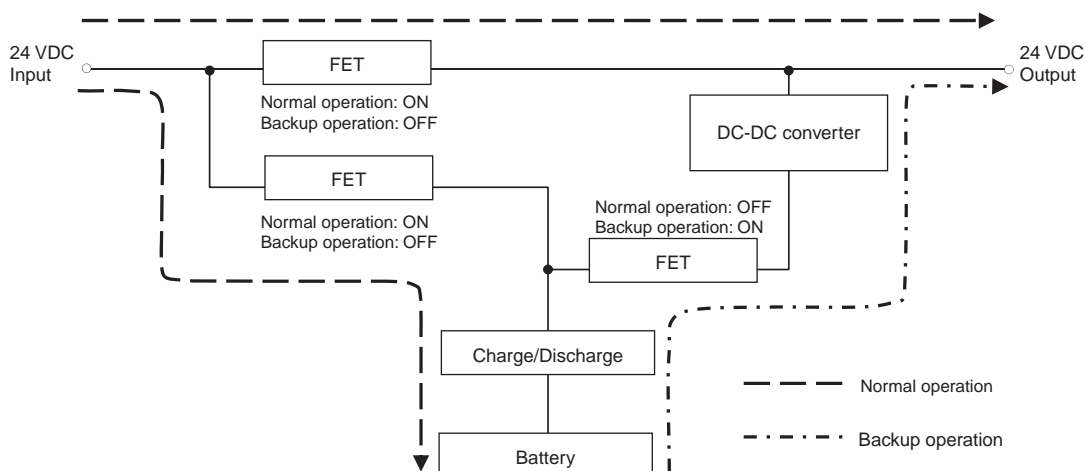 24 VDC
Input
FET
24 VDC
Output
Normal operation: ON
Backup operation: OFF
DC-DC converter
FET
Normal operation: ON
Backup operation: OFF
Normal operation: OFF
Backup operation: ON
FET
Charge/Discharge
Normal operation
Backup operation
Battery